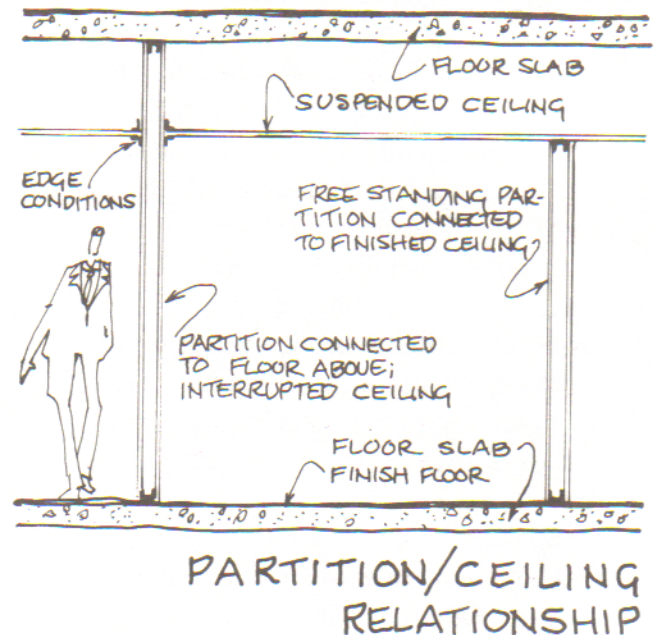 FLOOR SLAB
SUSPENDED CEILING
EDGE
CONDITIONS
FREE STANDING PAR-
TITION CONNECTED
TO FINISHED CEILING
PARTITION CONNECTED
TO FLOOR ABOVE;
INTERRUPTED CEILING
FLOOR SLAB
FINISH FLOOR
PARTITION/CEILING
RELATIONSHIP